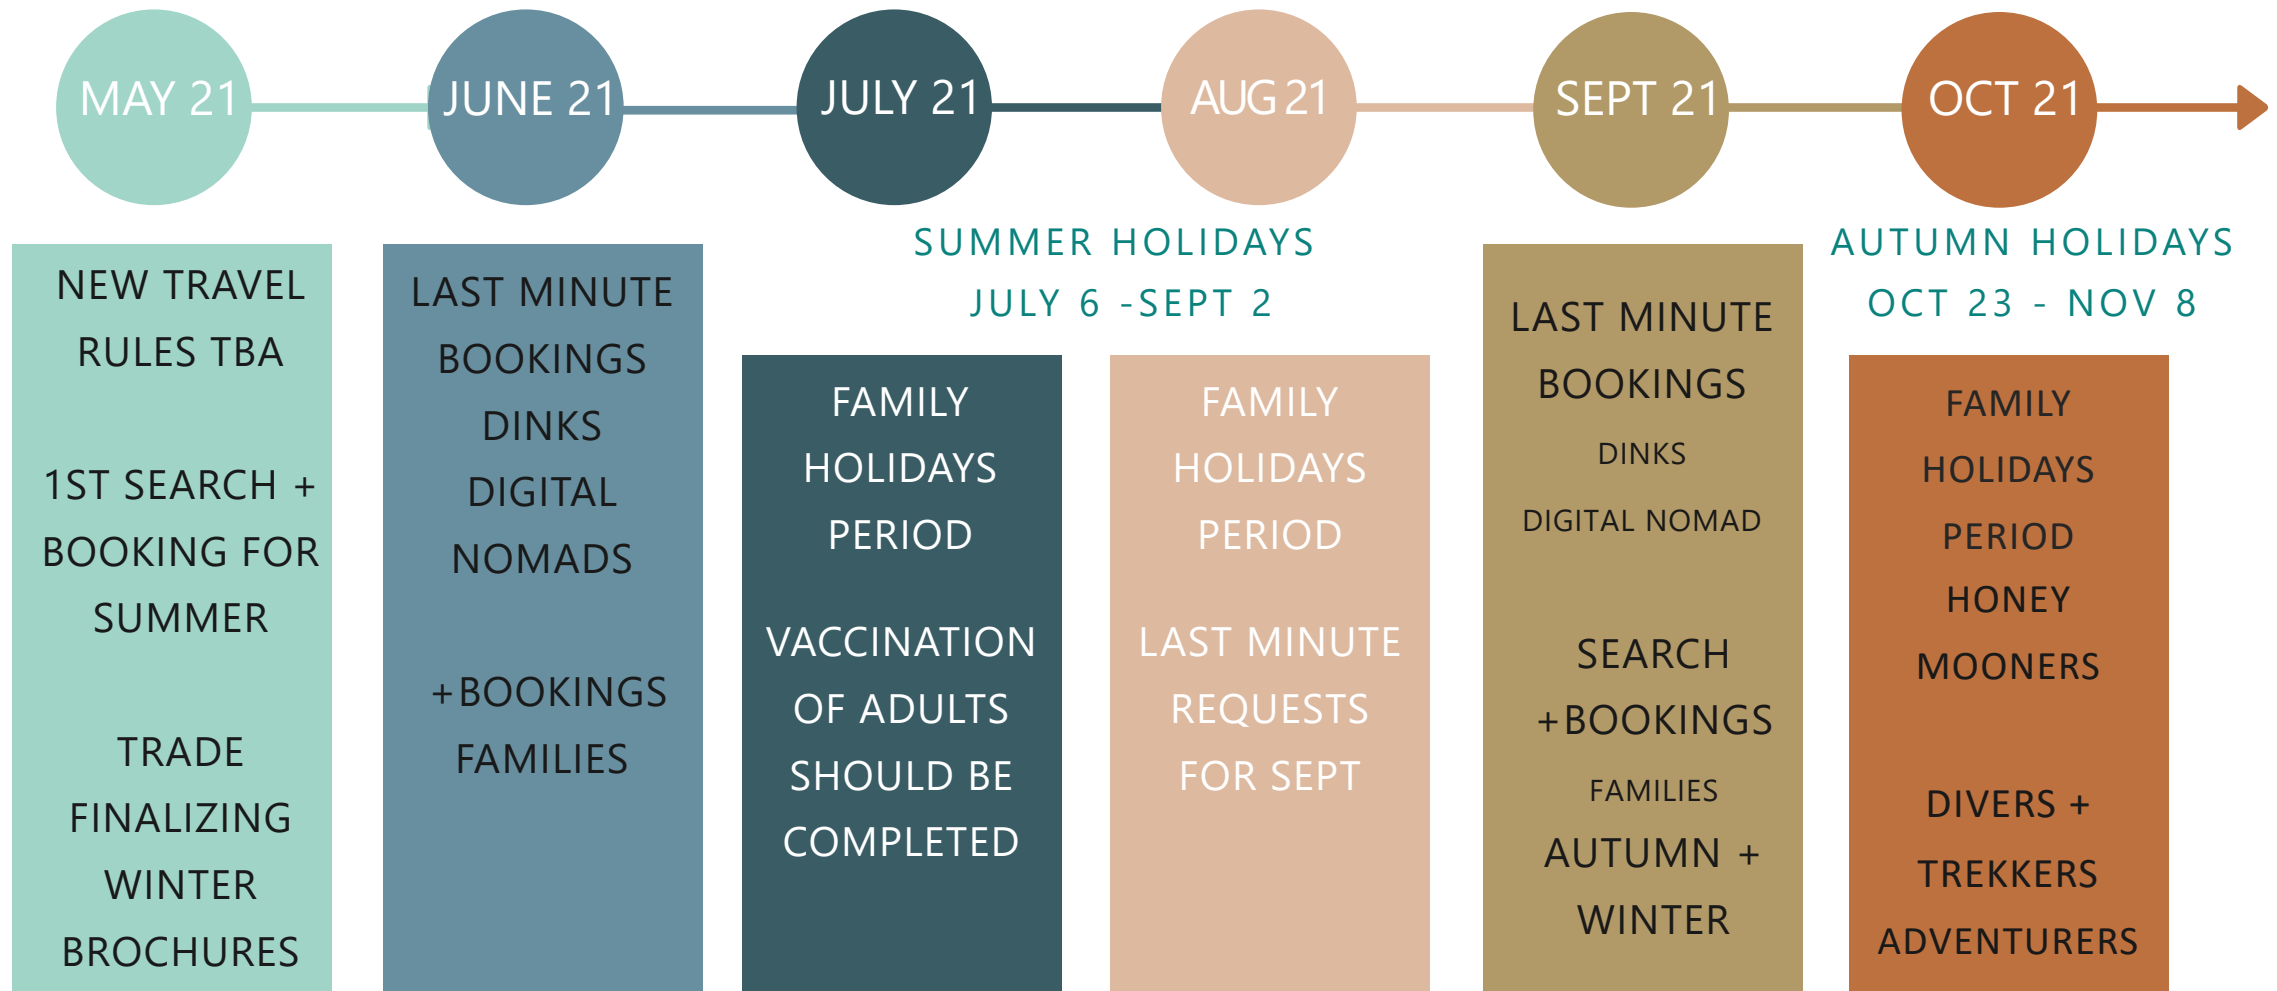 MAY 21
JUNE 21
JULY 21
AUG 21
SEPT 21
OCT 21
NEW TRAVEL
RULES TBA
1ST SEARCH +
BOOKING FOR
SUMMER
TRADE
FINALIZING
WINTER
BROCHURES
LAST MINUTE
BOOKINGS
DINKS
DIGITAL
NOMADS
+BOOKINGS
FAMILIES
SUMMER HOLIDAYS
JULY 6 -SEPT 2
FAMILY
HOLIDAYS
PERIOD
VACCINATION
OF ADULTS
SHOULD BE
COMPLETED
FAMILY
HOLIDAYS
PERIOD
LAST MINUTE
REQUESTS
FOR SEPT
LAST MINUTE
BOOKINGS
DINKS
DIGITAL NOMAD
SEARCH
+BOOKINGS
FAMILIES
AUTUMN +
WINTER
AUTUMN HOLIDAYS
OCT 23 - NOV 8
FAMILY
HOLIDAYS
PERIOD
HONEY
MOONERS
DIVERS +
TREKKERS
ADVENTURERS